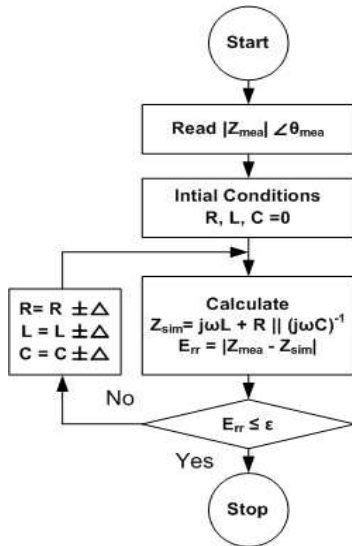 Start
Read |Zmea| ∠θmea
Intial Conditions
R, L, C =0
Calculate
Zsim= jωL + R || (jωC)-1
Err = |Zmea - Zsim|
R= R ±△
L = L ±△
C = C ±△
No
Err ≤ ε
Yes
Stop